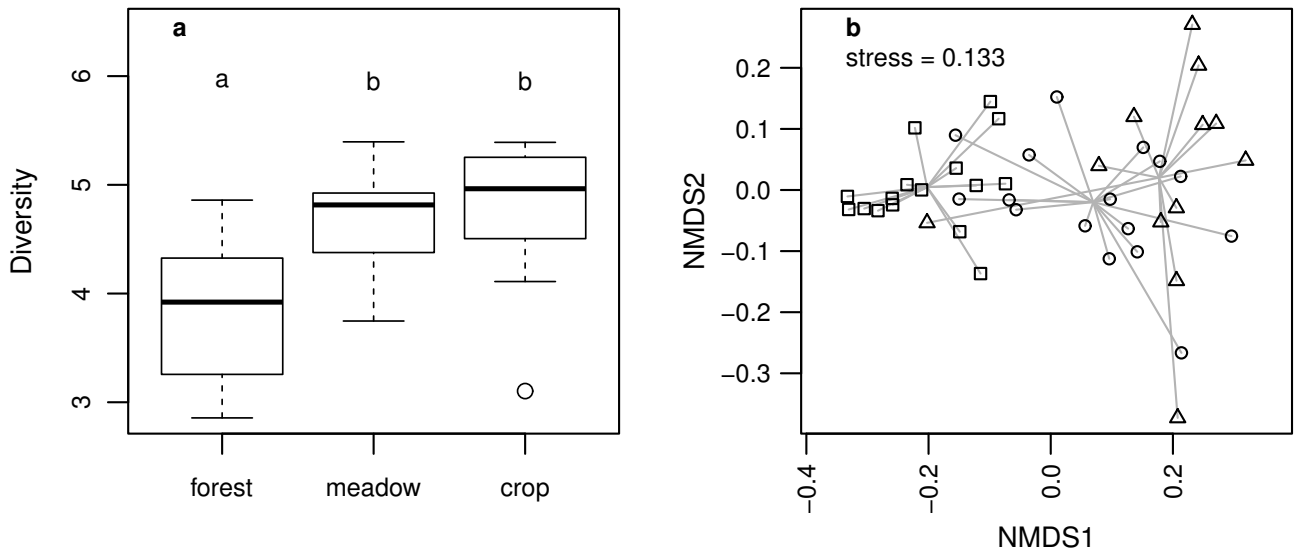 a
a
b
b
Diversity
6
5
4
3
forest
meadow
crop
b
stress = 0.133
NMDS2
0.2
0.1
0.0
−0.1
−0.2
−0.3
−0.4
−0.2
0.0
0.2
NMDS1